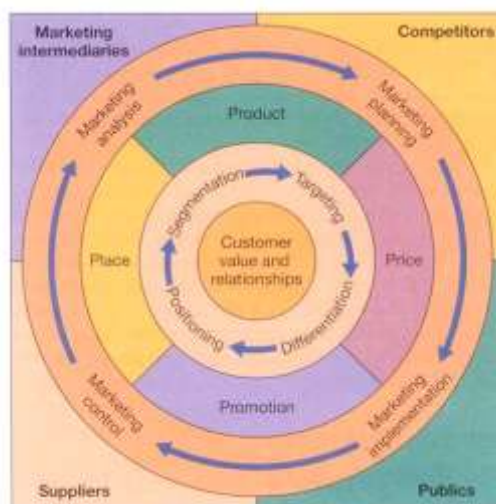 Marketing
intermediaries
Competitors
Marketing
analysis
Marketing
planning
Product
Segmentation
Targeting
Place
Customer
value and
relationships
Price
Positioning
Differentiation
Promotion
Marketing
control
Marketing
implementation
Suppliers
Publics